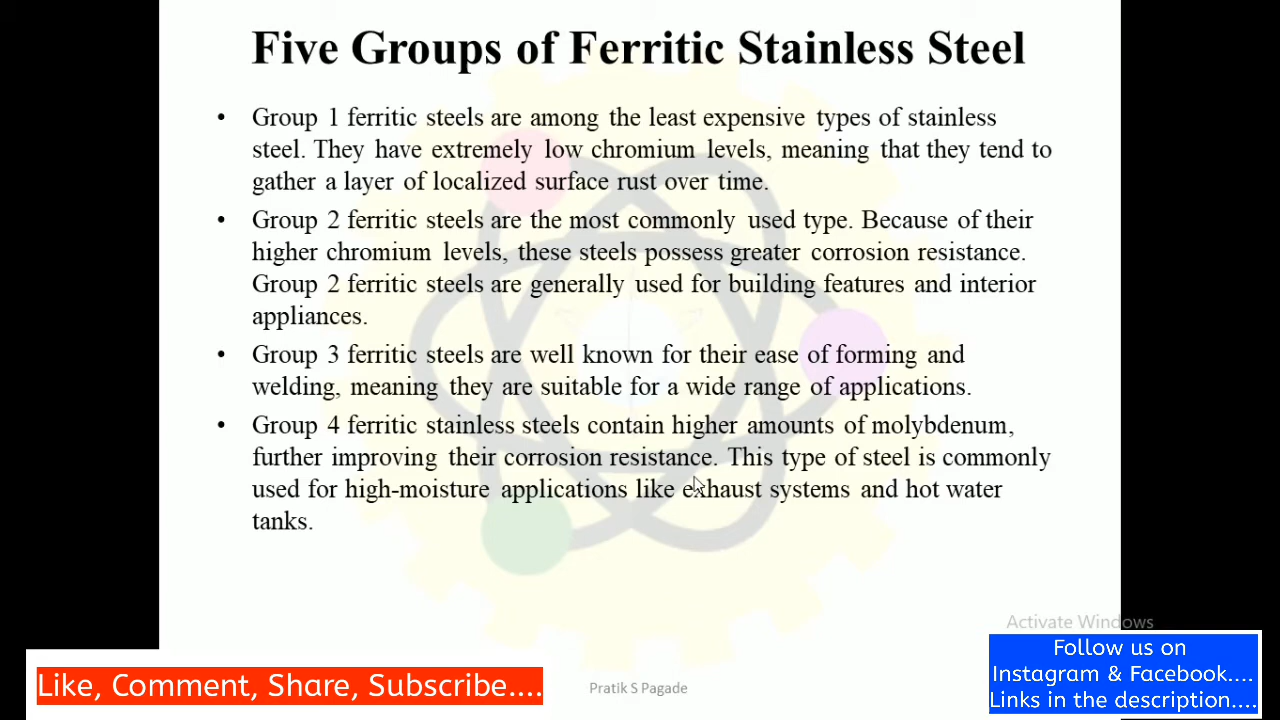 Five Groups of Ferritic Stainless Steel
• Group 1 ferritic steels are among the least expensive types of stainless
steel. They have extremely low chromium levels, meaning that they tend to
gather a layer of localized surface rust over time.
• Group 2 ferritic steels are the most commonly used type. Because of their
higher chromium levels, these steels possess greater corrosion resistance.
Group 2 ferritic steels are generally used for building features and interior
appliances.
• Group 3 ferritic steels are well known for their ease of forming and
welding, meaning they are suitable for a wide range of applications.
• Group 4 ferritic stainless steels contain higher amounts of molybdenum,
further improving their corrosion resistance. This type of steel is commonly
used for high-moisture applications like exhaust systems and hot water
tanks.
Activate Windows
Like, Comment, Share, Subscribe....
Pratik S Pagade
Follow us on
Instagram & Facebook....
Links in the description....